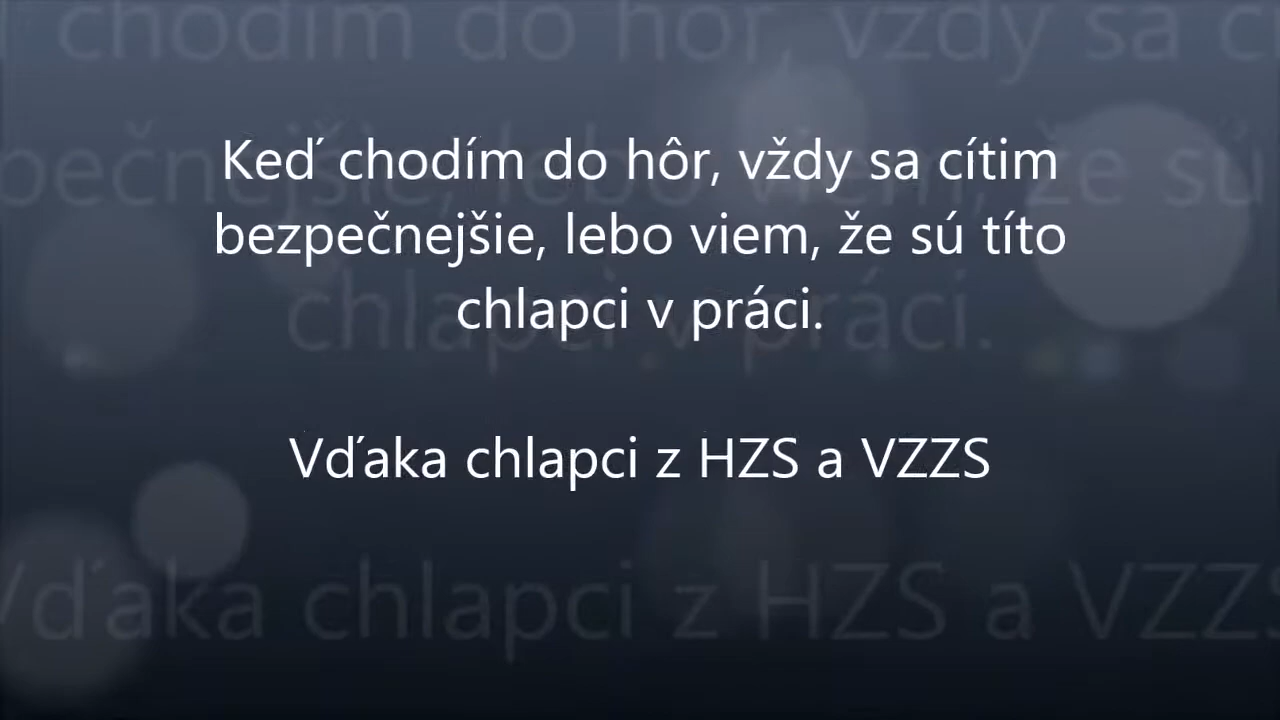 Keď chodím do hôr, vždy sa cítim
bezpečnejšie, lebo viem, že sú títo
chlapci v práci.
Vďaka chlapci z HZS a VZZS